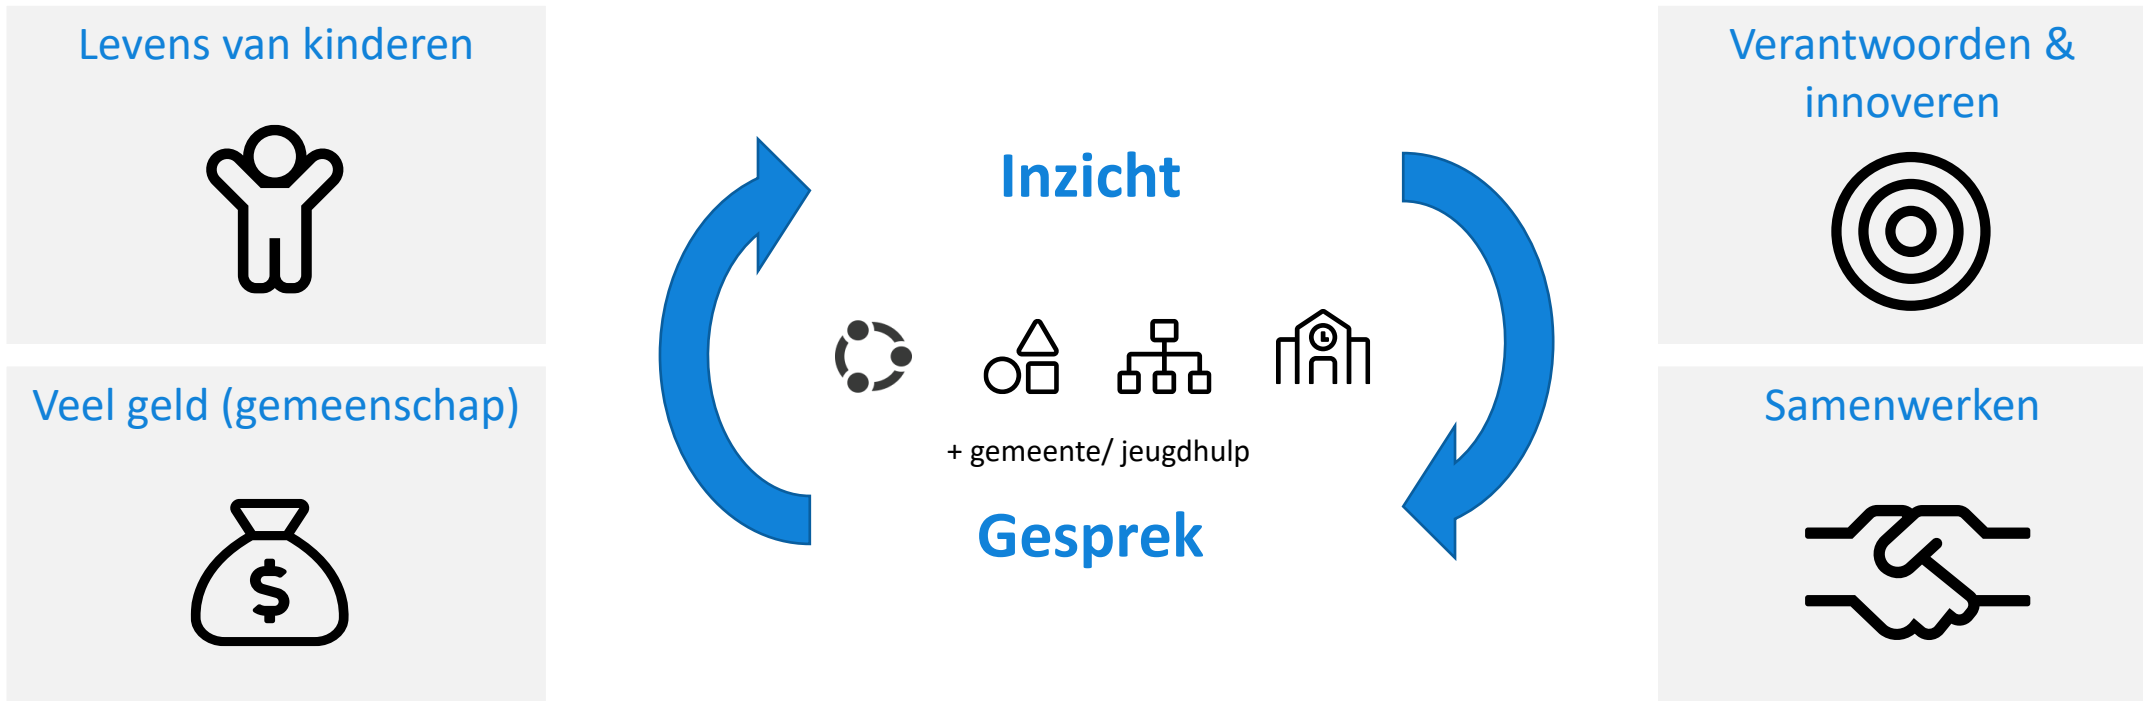 Levens van kinderen
Veel geld (gemeenschap)
$
Inzicht
+ gemeente/ jeugdhulp
Gesprek
Verantwoorden &
innoveren
Samenwerken